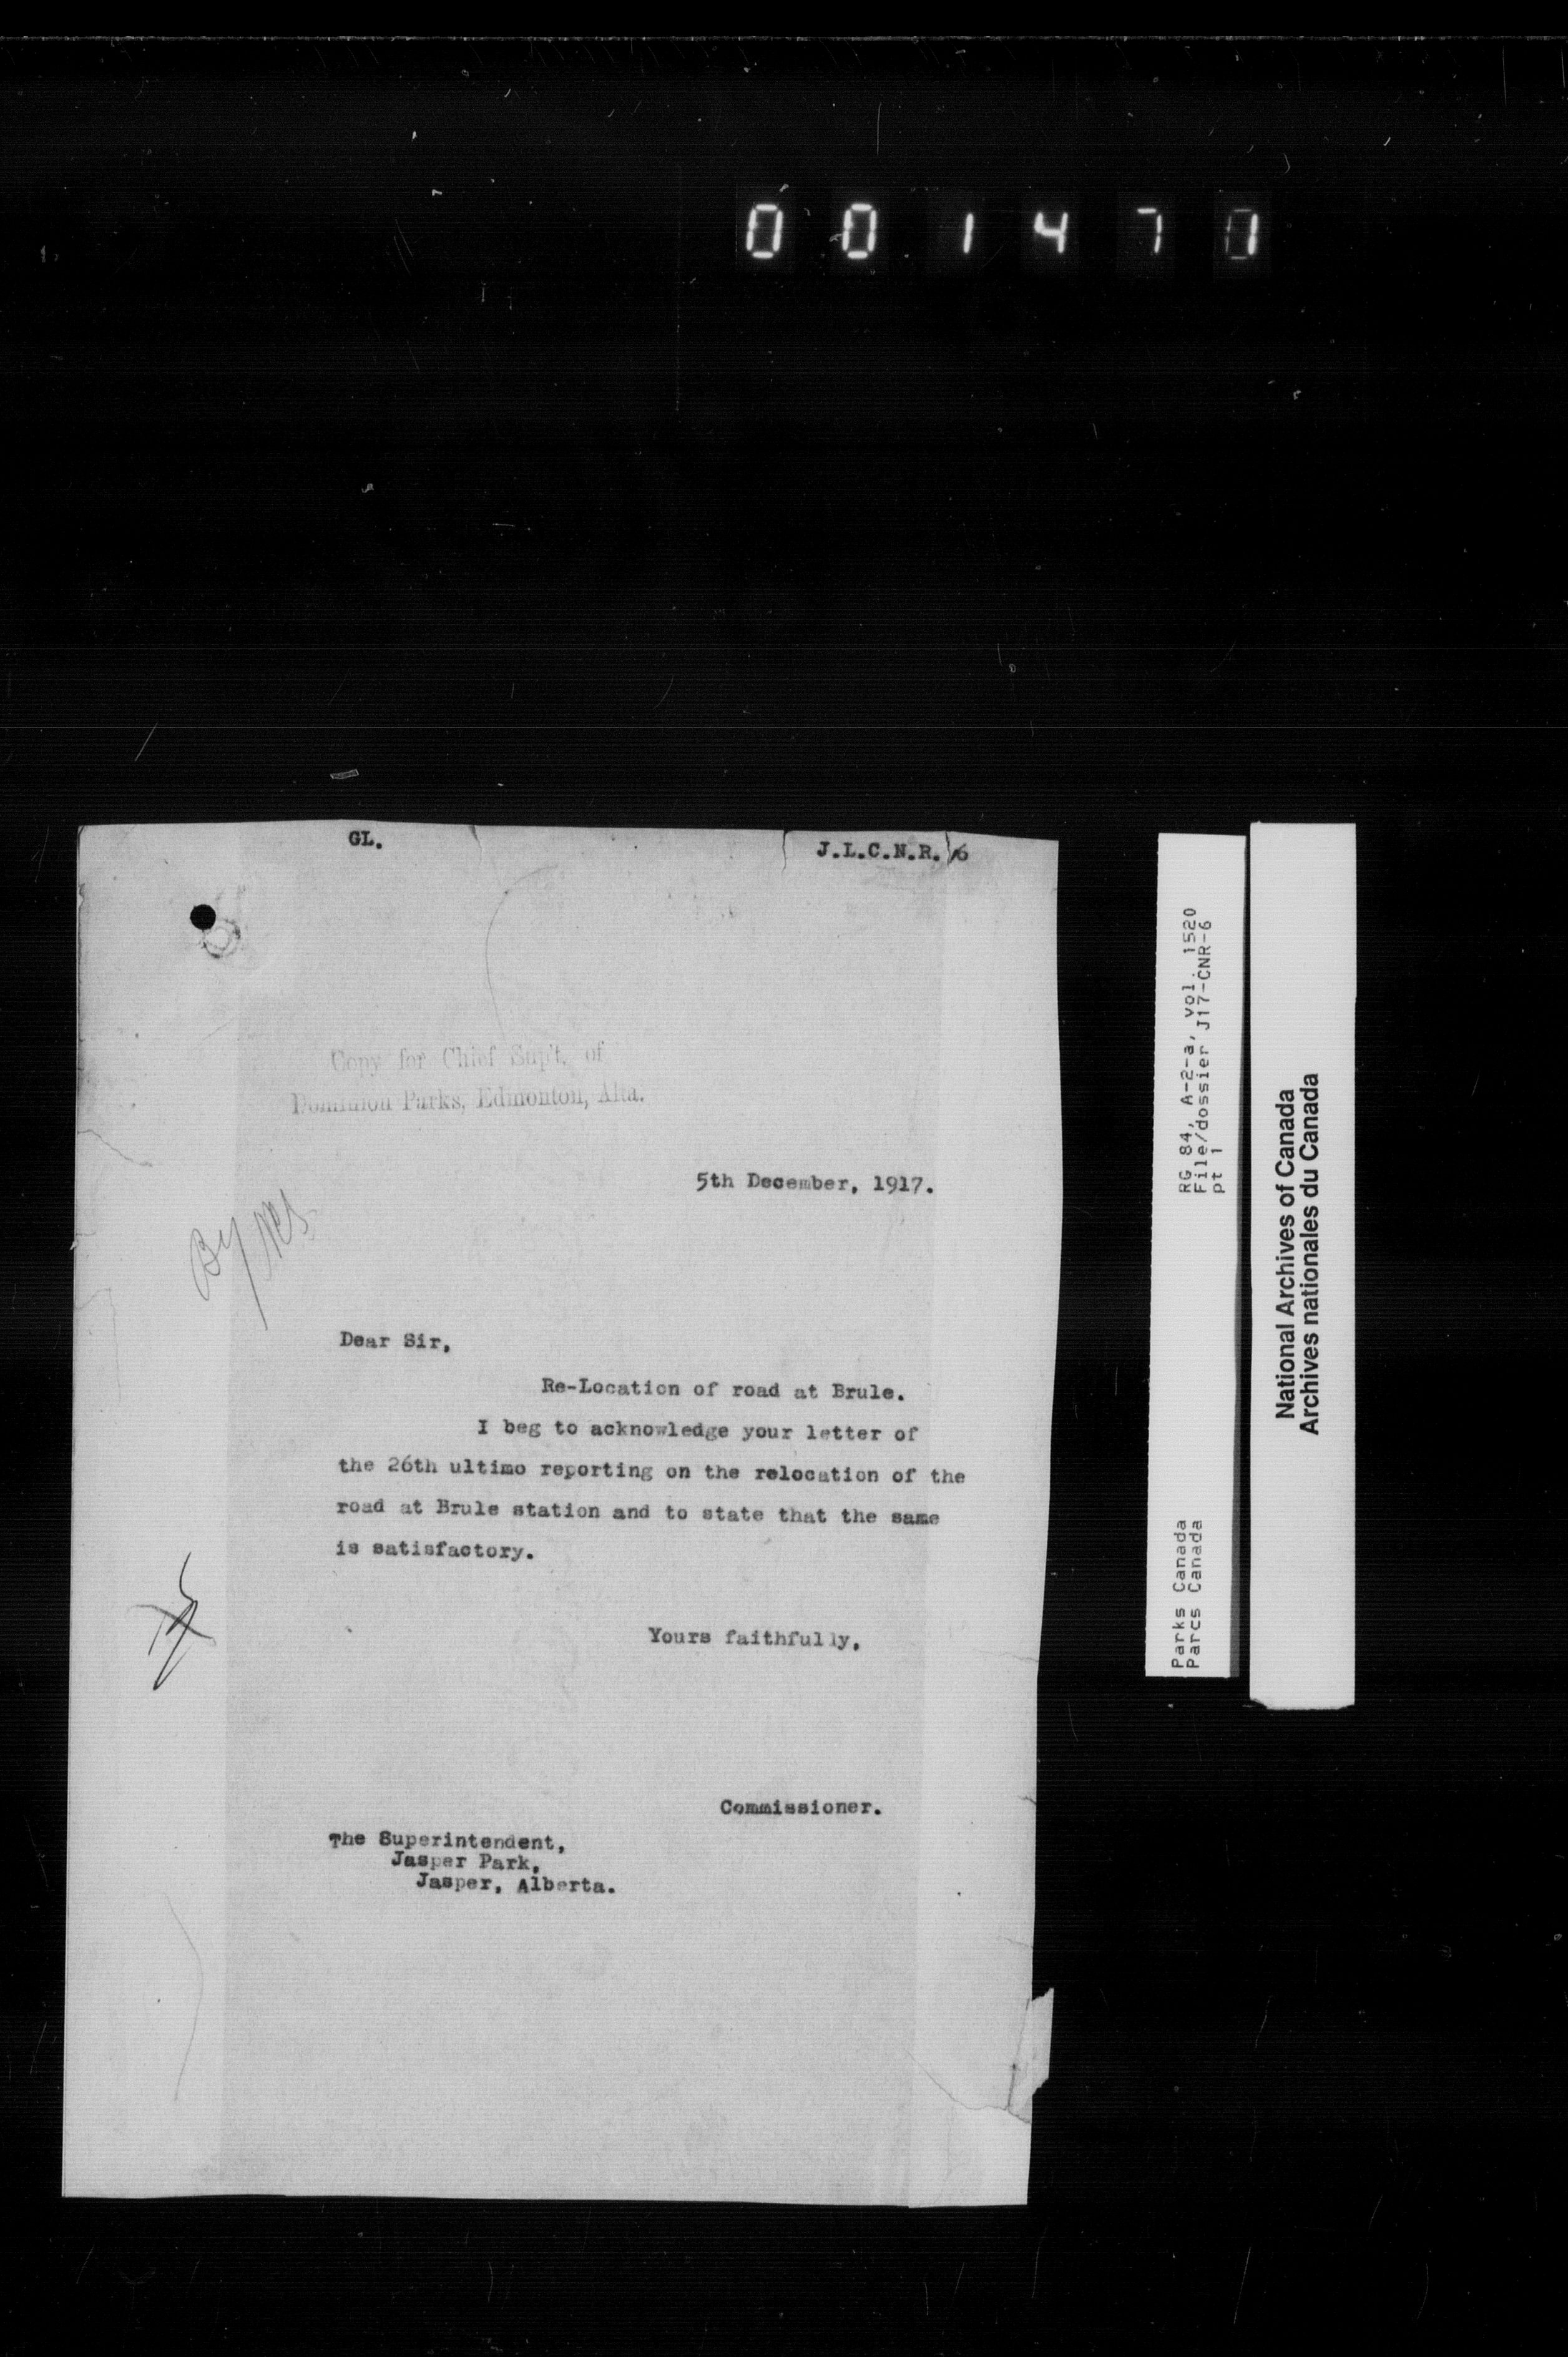 001471
GL.
J.L.C.N.R. 6
Copy for Chief Sup't. of
Dominion Parks, Edmonton, Alta.
5th December, 1917.
Dear Sir,
Re-Location of road at Brule.
I beg to acknowledge your letter of
the 26th ultimo reporting on the relocation of the
road at Brule station and to state that the same
is satisfactory.
Yours faithfully,
Commissioner.
The Superintendent,
Jasper Park,
Jasper, Alberta.
RG 84, A-2-a, vol. 1520
File/dossier J17-CNR-6
pt 1
Parks Canada
Parcs Canada
National Archives of Canada
Archives nationales du Canada